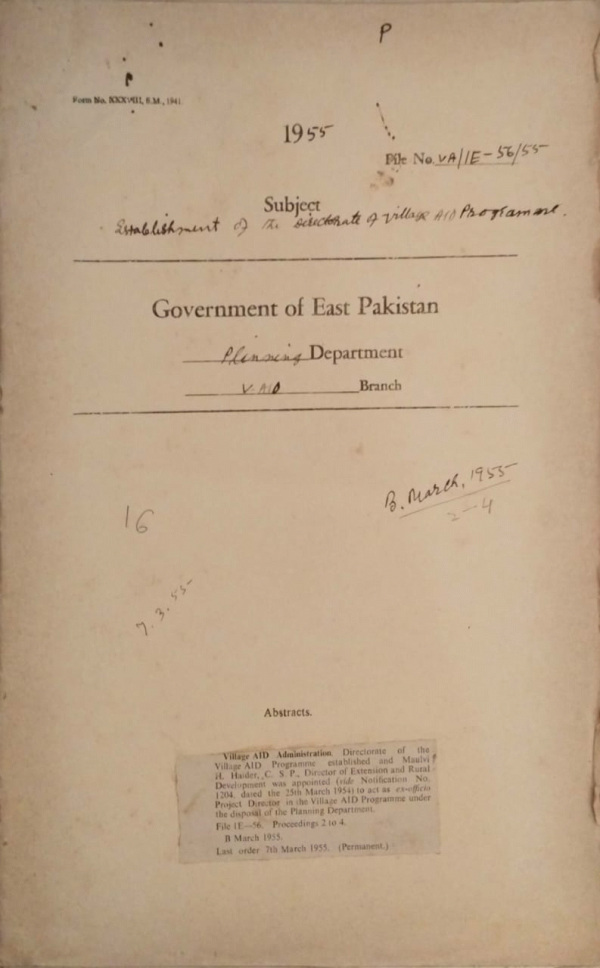 P
Form No. XXXVIII, E.M., 1941.
1955
File No. VA/1E-56/55
Subject
Establishment of the Directorate of Village AID Programme.
Government of East Pakistan
Planning Department
V-AID Branch
B. March, 1955
2-4
16
7.3.55
Abstracts.
Village AID Administration. Directorate of the
Village AID Programme established and Maulvi
H. Haider, C. S. P., Director of Extension and Rural
Development was appointed (vide Notification No.
1204, dated the 25th March 1954) to act as ex-officio
Project Director in the Village AID Programme under
the disposal of the Planning Department.
File 1E—56. Proceedings 2 to 4.
B March 1955.
Last order 7th March 1955. (Permanent.)